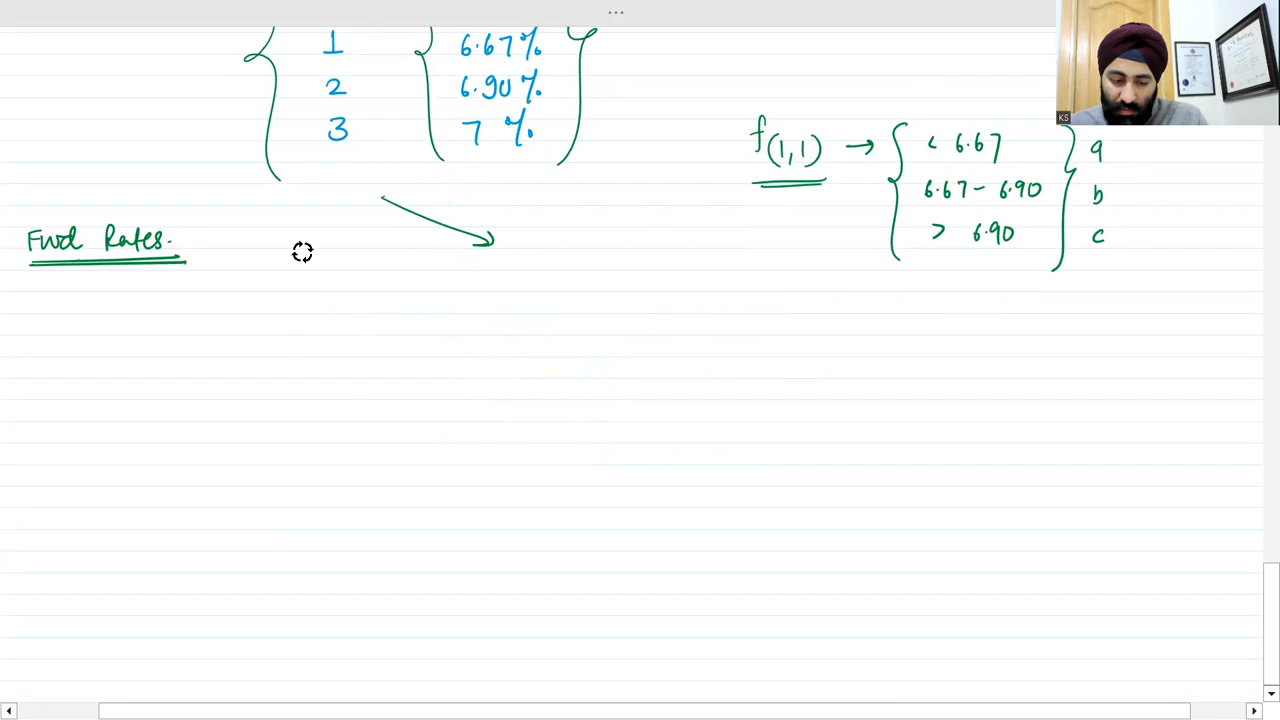 1 6.67%
2 6.90%
3 7%
f(1,1) → < 6.67 a
6.67 - 6.90 b
> 6.90 c
Fwd Rates.
KS